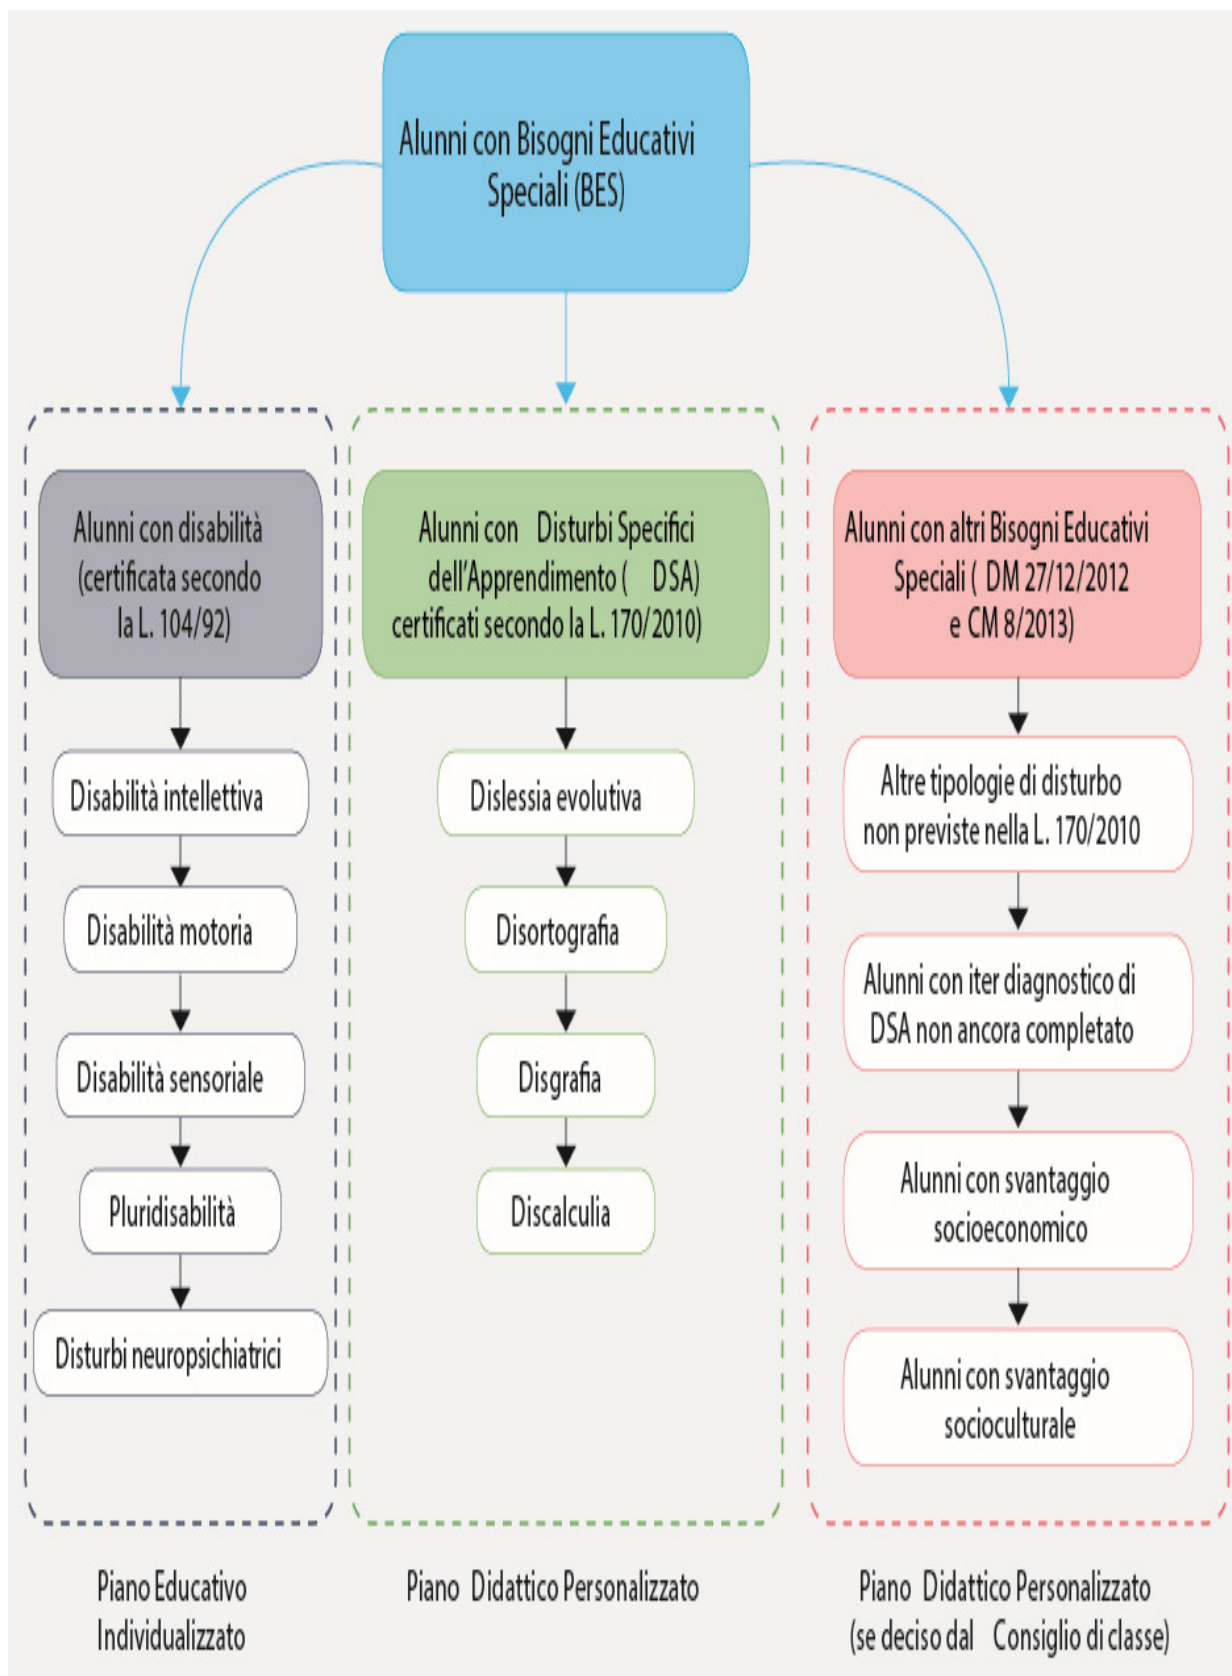 Alunni con Bisogni Educativi
Speciali (BES)
Alunni con disabilità
(certificata secondo
la L. 104/92)
Disabilità intellettiva
Disabilità motoria
Disabilità sensoriale
Pluridisabilità
Disturbi neuropsichiatrici
Piano Educativo
Individualizzato
Alunni con Disturbi Specifici
dell'Apprendimento ( DSA)
certificati secondo la L. 170/2010)
Dislessia evolutiva
Disortografia
Disgrafia
Discalculia
Piano Didattico Personalizzato
Alunni con altri Bisogni Educativi
Speciali ( DM 27/12/2012
e CM 8/2013)
Altre tipologie di disturbo
non previste nella L. 170/2010
Alunni con iter diagnostico di
DSA non ancora completato
Alunni con svantaggio
socioeconomico
Alunni con svantaggio
socioculturale
Piano Didattico Personalizzato
(se deciso dal Consiglio di classe)